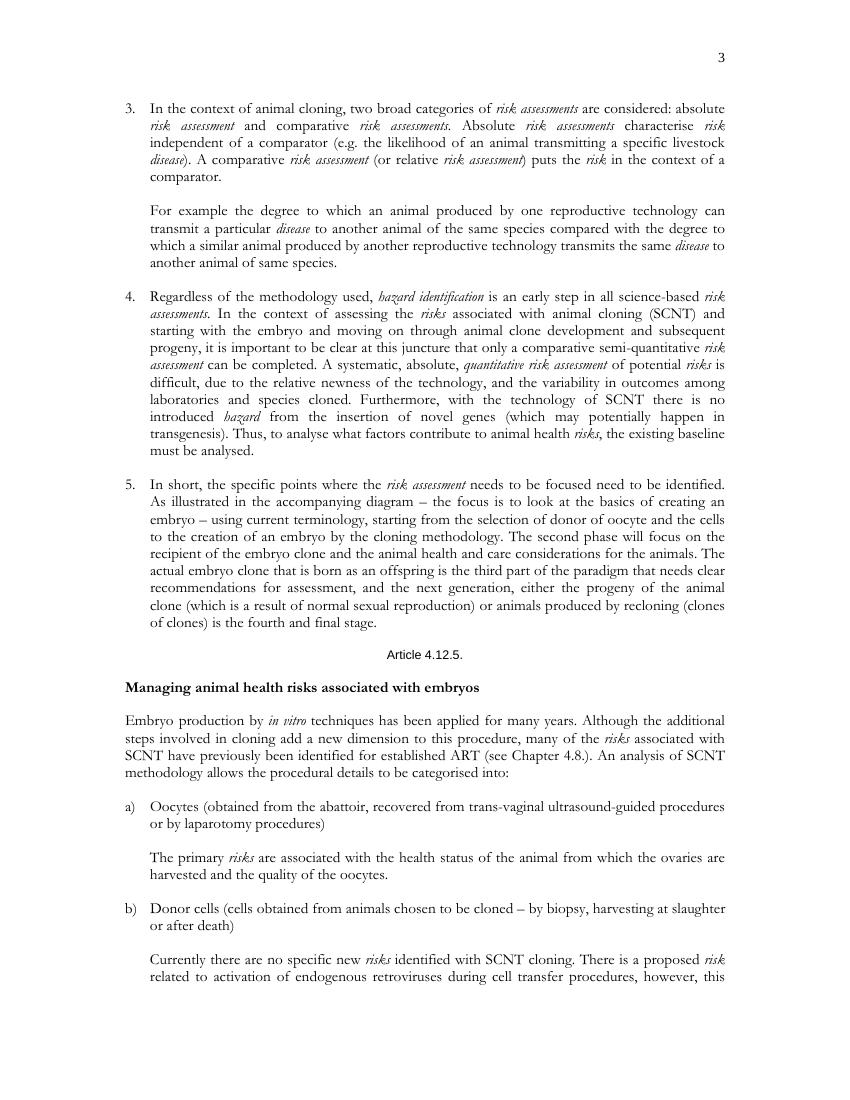 3
3. In the context of animal cloning, two broad categories of risk assessments are considered: absolute
risk assessment and comparative risk assessments. Absolute risk assessments characterise risk
independent of a comparator (e.g. the likelihood of an animal transmitting a specific livestock
disease). A comparative risk assessment (or relative risk assessment) puts the risk in the context of a
comparator.
For example the degree to which an animal produced by one reproductive technology can
transmit a particular disease to another animal of the same species compared with the degree to
which a similar animal produced by another reproductive technology transmits the same disease to
another animal of same species.
4. Regardless of the methodology used, hazard identification is an early step in all science-based risk
assessments. In the context of assessing the risks associated with animal cloning (SCNT) and
starting with the embryo and moving on through animal clone development and subsequent
progeny, it is important to be clear at this juncture that only a comparative semi-quantitative risk
assessment can be completed. A systematic, absolute, quantitative risk assessment of potential risks is
difficult, due to the relative newness of the technology, and the variability in outcomes among
laboratories and species cloned. Furthermore, with the technology of SCNT there is no
introduced hazard from the insertion of novel genes (which may potentially happen in
transgenesis). Thus, to analyse what factors contribute to animal health risks, the existing baseline
must be analysed.
5. In short, the specific points where the risk assessment needs to be focused need to be identified.
As illustrated in the accompanying diagram – the focus is to look at the basics of creating an
embryo – using current terminology, starting from the selection of donor of oocyte and the cells
to the creation of an embryo by the cloning methodology. The second phase will focus on the
recipient of the embryo clone and the animal health and care considerations for the animals. The
actual embryo clone that is born as an offspring is the third part of the paradigm that needs clear
recommendations for assessment, and the next generation, either the progeny of the animal
clone (which is a result of normal sexual reproduction) or animals produced by recloning (clones
of clones) is the fourth and final stage.
Article 4.12.5.
Managing animal health risks associated with embryos
Embryo production by in vitro techniques has been applied for many years. Although the additional
steps involved in cloning add a new dimension to this procedure, many of the risks associated with
SCNT have previously been identified for established ART (see Chapter 4.8.). An analysis of SCNT
methodology allows the procedural details to be categorised into:
a) Oocytes (obtained from the abattoir, recovered from trans-vaginal ultrasound-guided procedures
or by laparotomy procedures)
The primary risks are associated with the health status of the animal from which the ovaries are
harvested and the quality of the oocytes.
b) Donor cells (cells obtained from animals chosen to be cloned – by biopsy, harvesting at slaughter
or after death)
Currently there are no specific new risks identified with SCNT cloning. There is a proposed risk
related to activation of endogenous retroviruses during cell transfer procedures, however, this